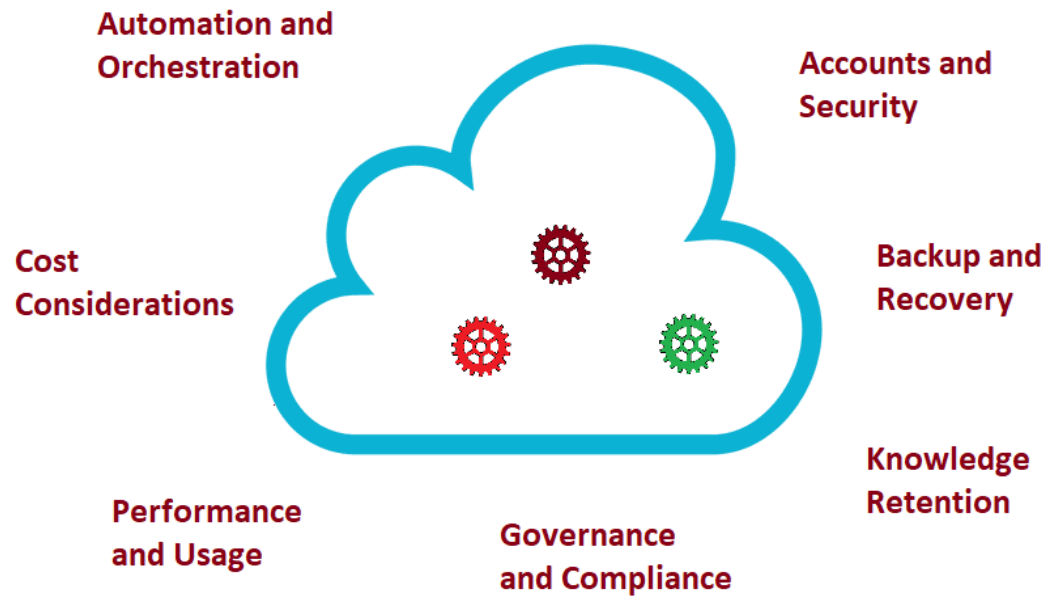 Automation and
Orchestration
Accounts and
Security
Cost
Considerations
Backup and
Recovery
Knowledge
Retention
Performance
and Usage
Governance
and Compliance